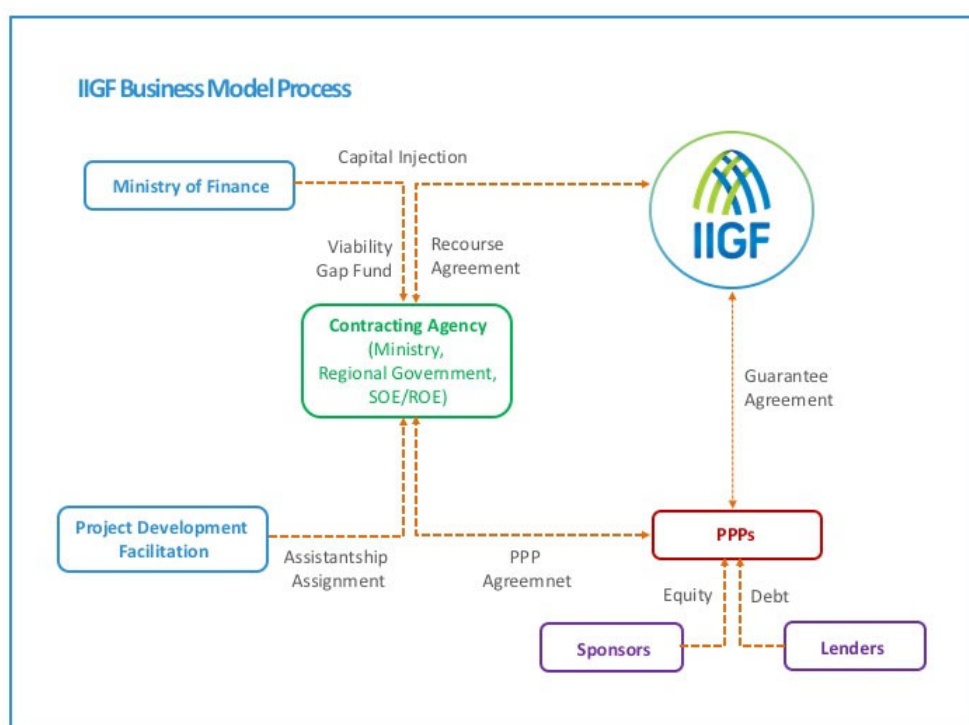 IIGF Business Model Process
Capital Injection
Ministry of Finance
IIGF
Viability
Gap Fund
Recourse
Agreement
Contracting Agency
(Ministry,
Regional Government,
SOE/ROE)
Guarantee
Agreement
Project Development
Facilitation
Assistantship
Assignment
PPP
Agreemnet
PPPs
Equity
Debt
Sponsors
Lenders